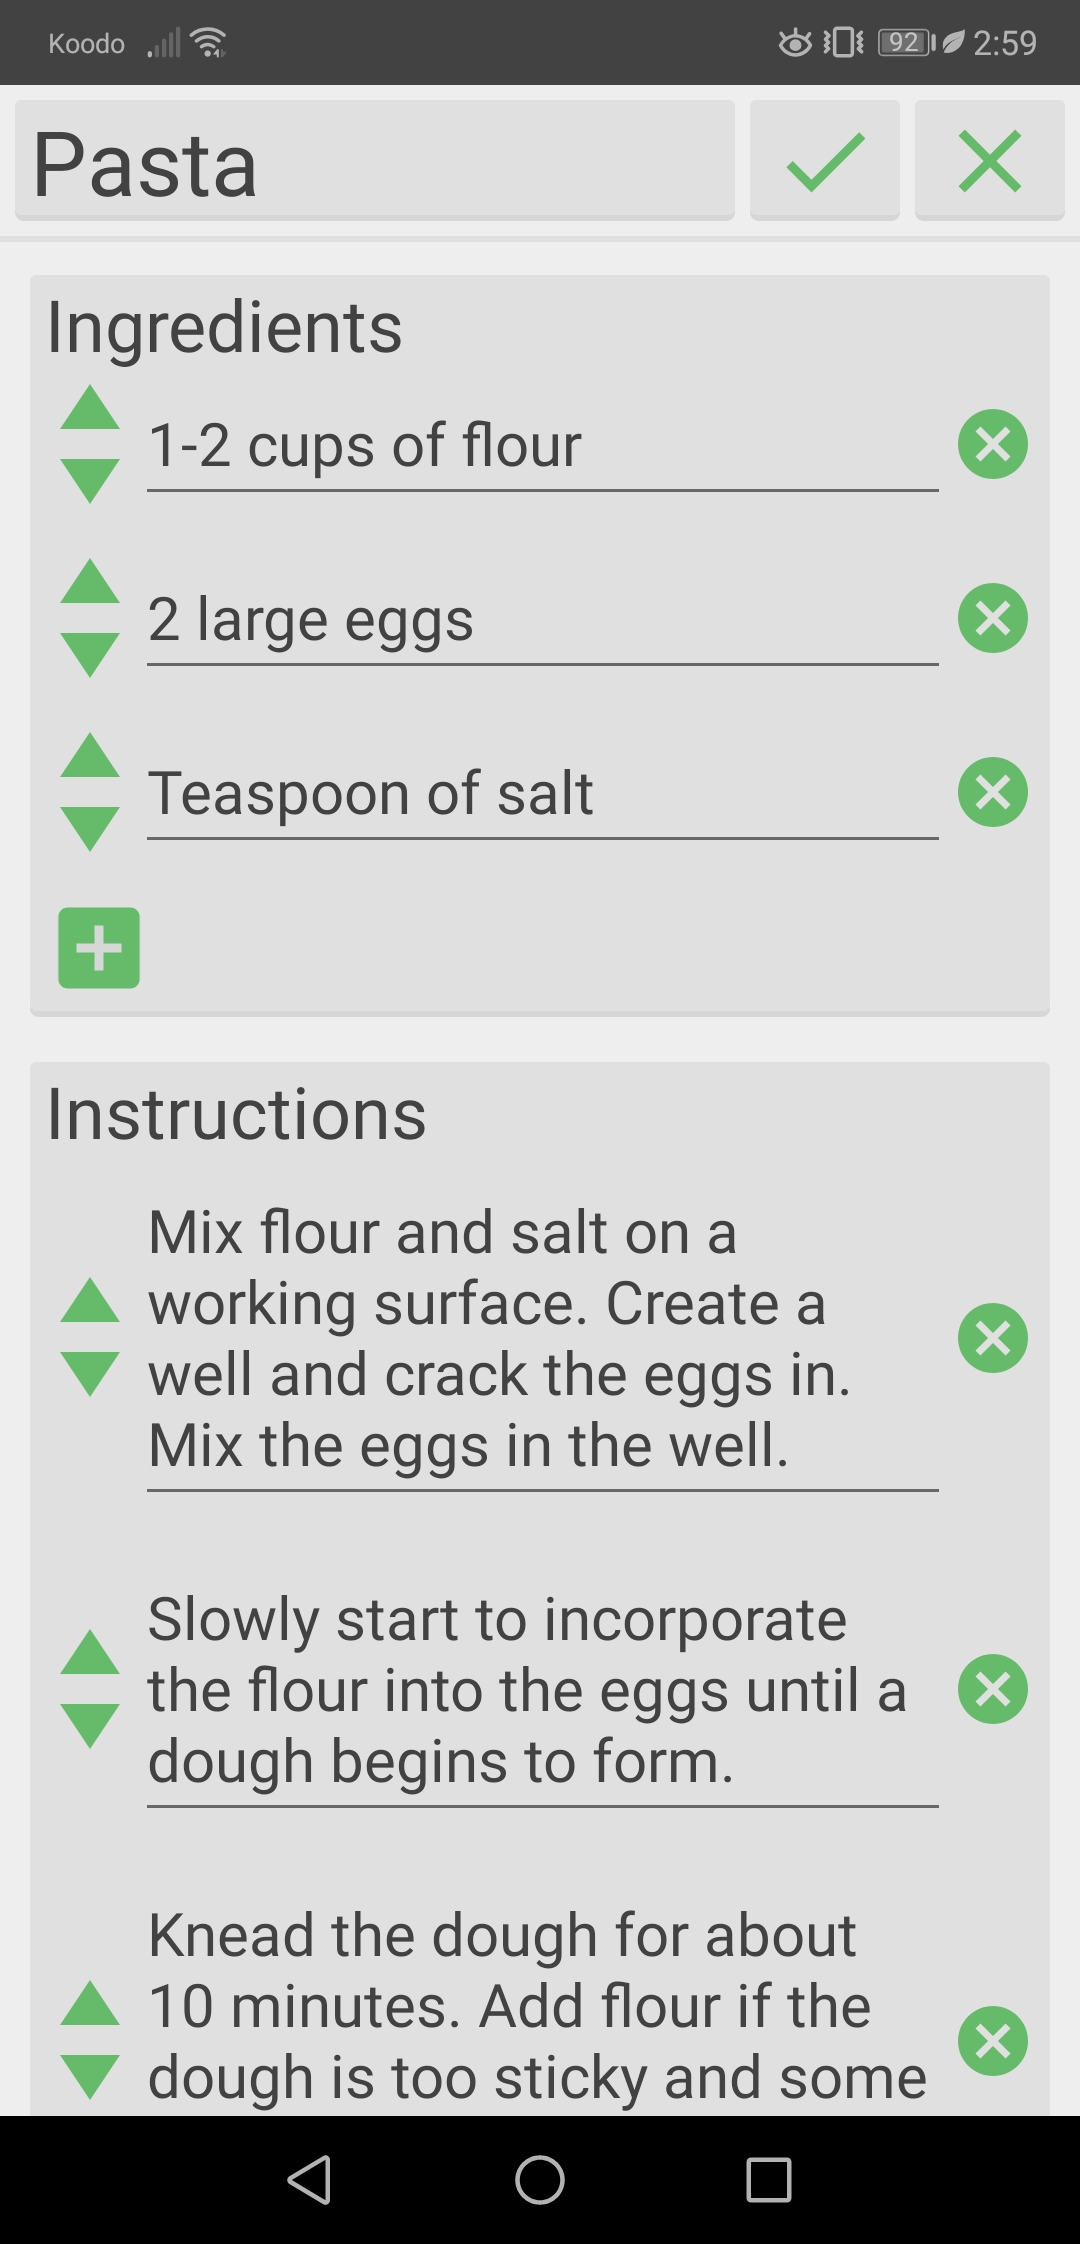 Koodo 92 2:59
Pasta
Ingredients
1-2 cups of flour
2 large eggs
Teaspoon of salt
Instructions
Mix flour and salt on a
working surface. Create a
well and crack the eggs in.
Mix the eggs in the well.
Slowly start to incorporate
the flour into the eggs until a
dough begins to form.
Knead the dough for about
10 minutes. Add flour if the
dough is too sticky and some